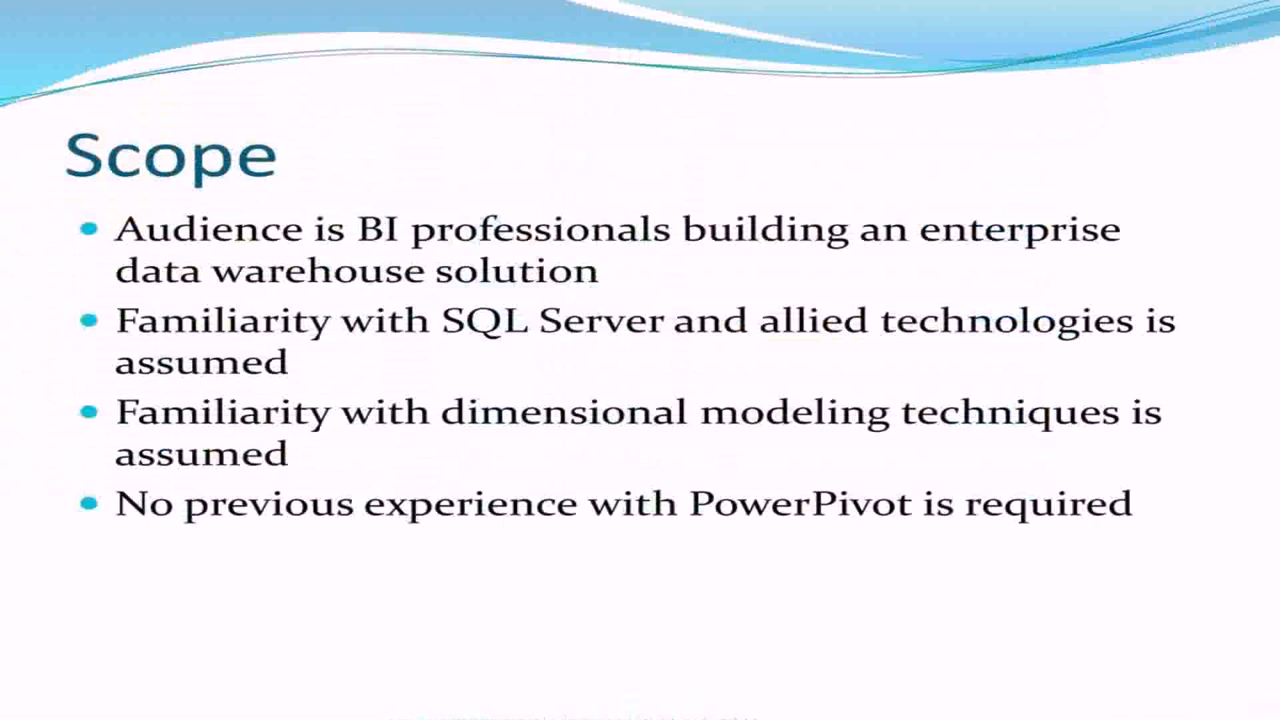 Scope
Audience is BI professionals building an enterprise
data warehouse solution
Familiarity with SQL Server and allied technologies is
assumed
Familiarity with dimensional modeling techniques is
assumed
No previous experience with PowerPivot is required